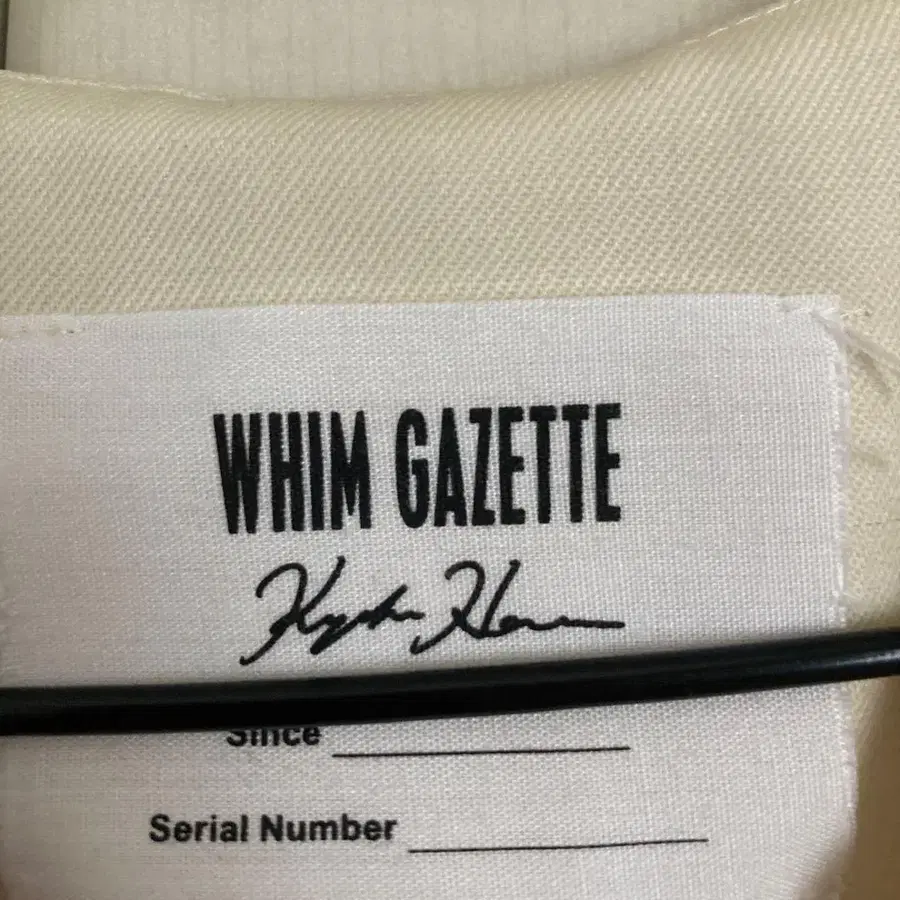 WHIM GAZETTE
Since
Serial Number